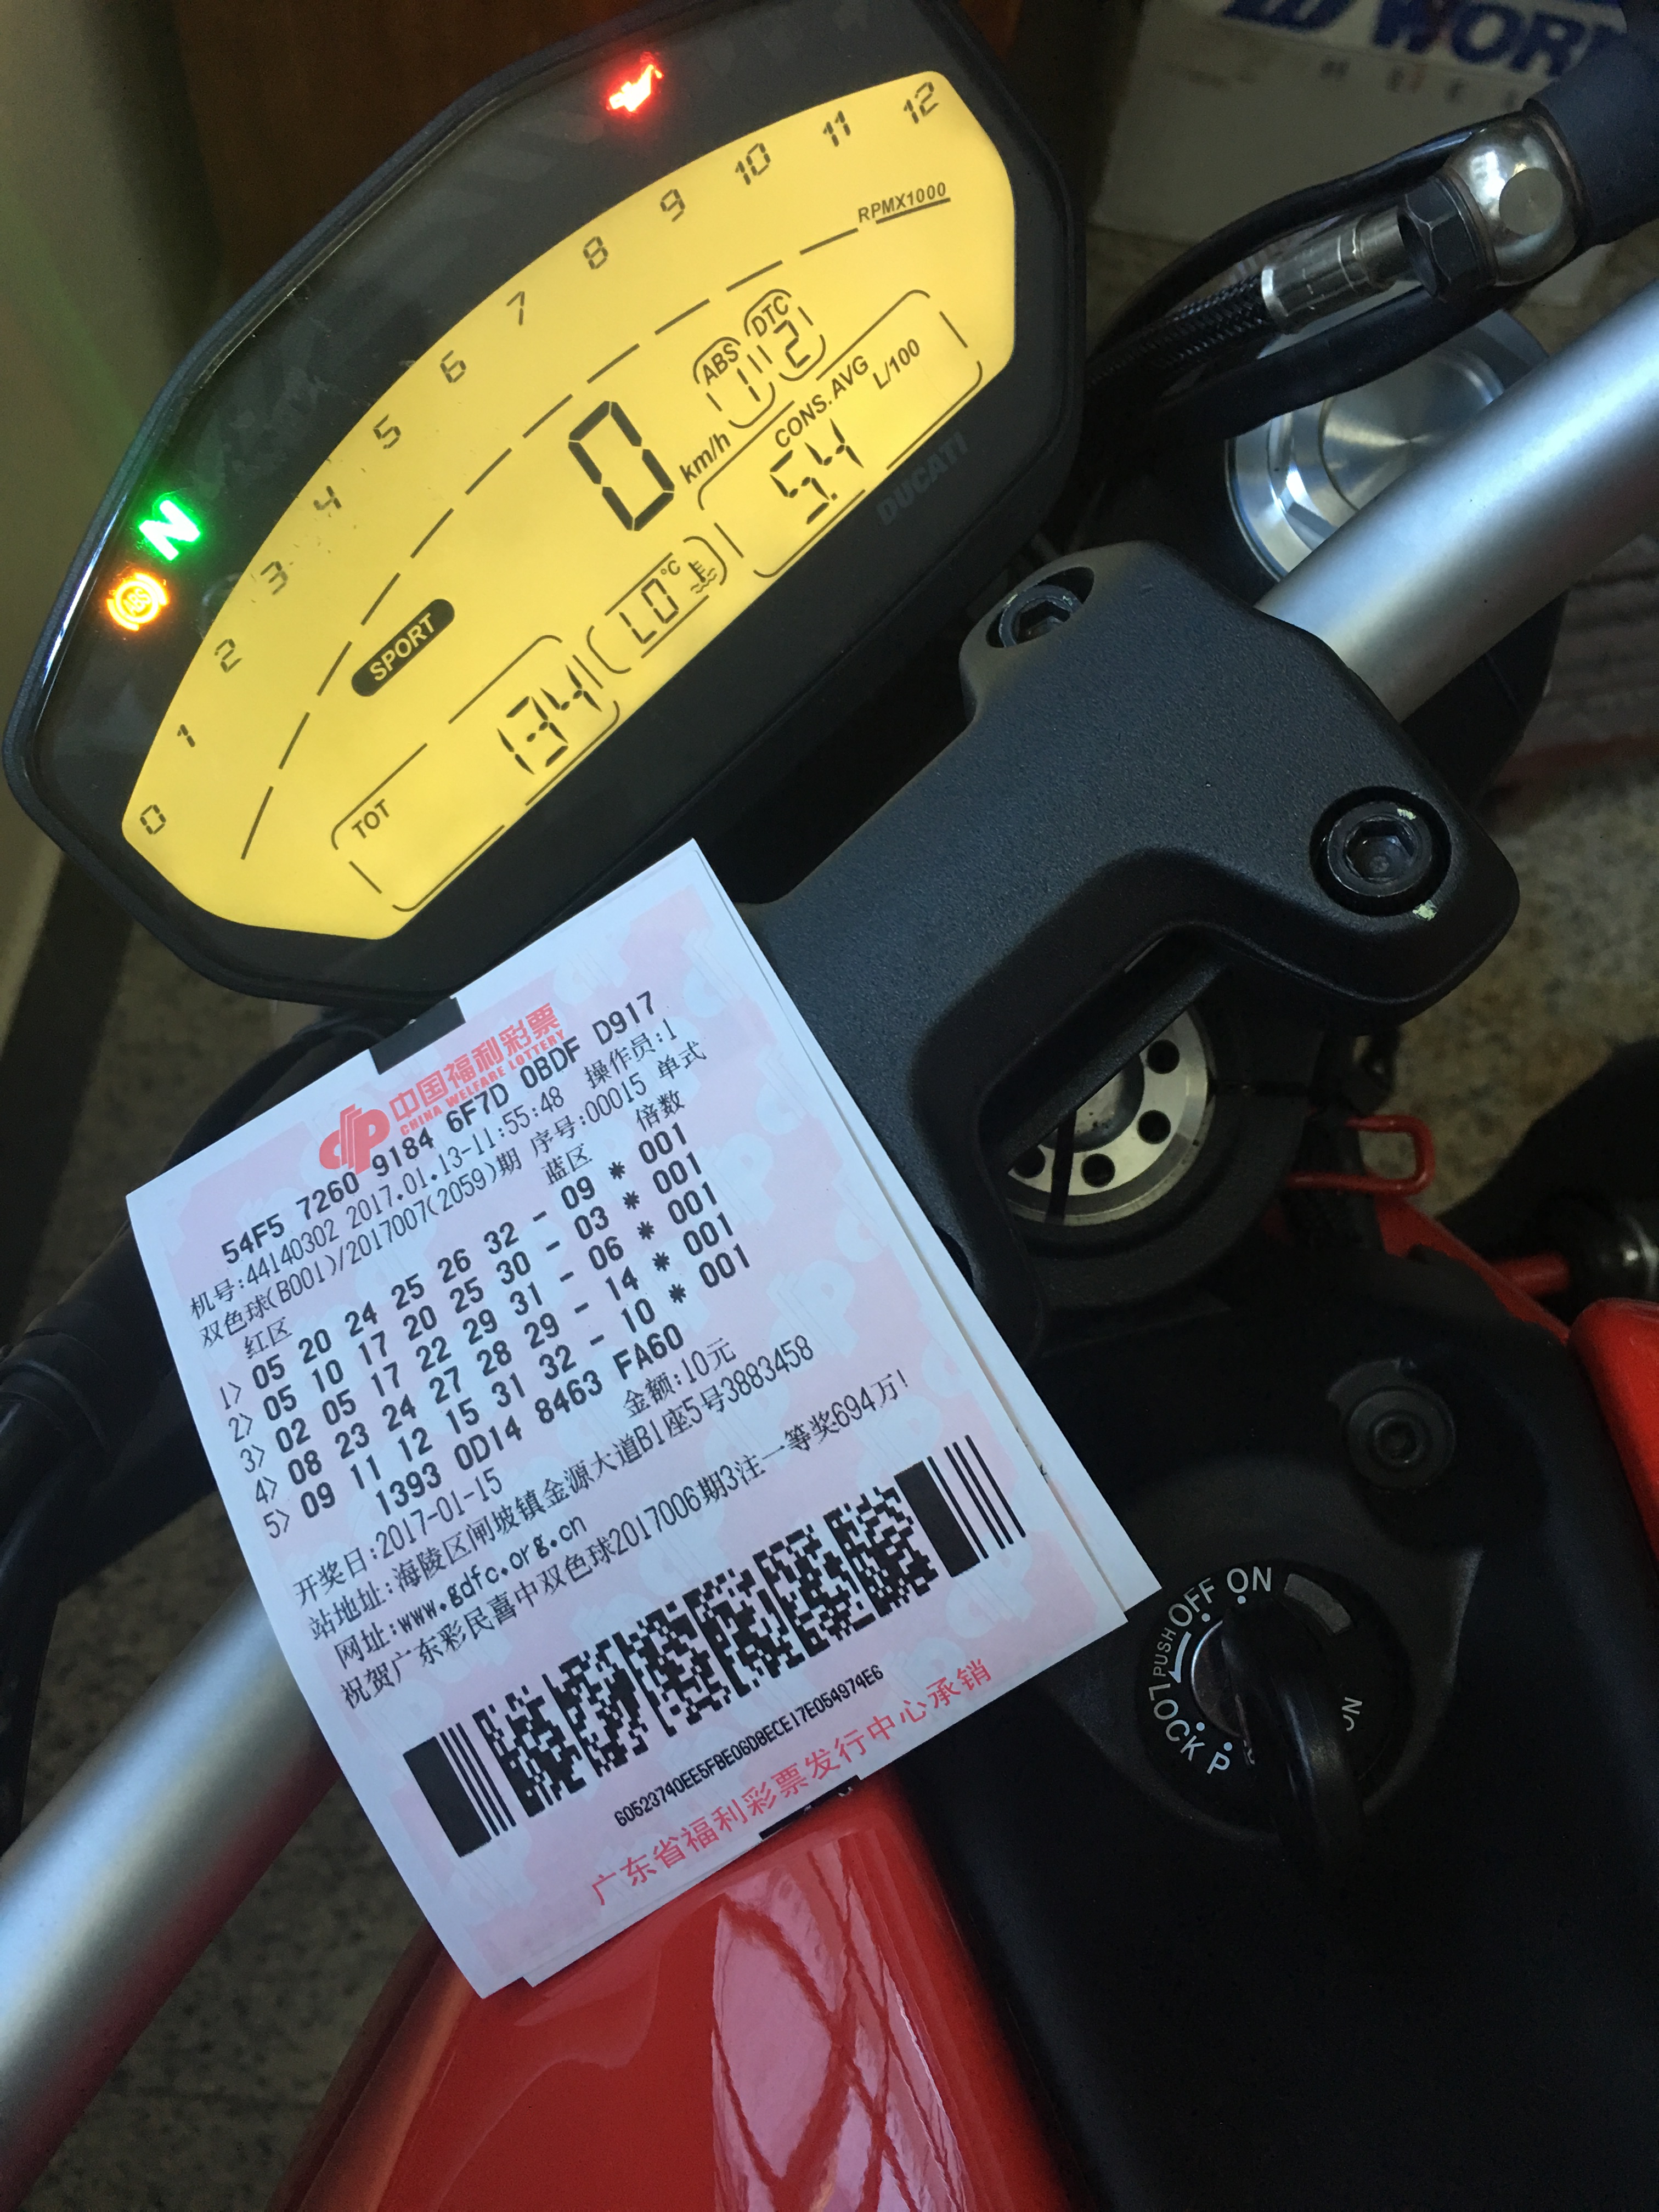 WORL
0 1 2 3 4 5 6 7 8 9 10 11 12
RPMX1000
N
ABS
SPORT
0 km/h
ABS 1
DTC 2
CONS. AVG
5.4 L/100
TOT
134
LO °C
DUCATI
中国福利彩票
CHINA WELFARE LOTTERY
54F5 7260 9184 6F7D 0BDF D917
机号:44140302 2017.01.13-11:55:48 操作员:1
双色球(B001)/2017007(2059)期 序号:00015 单式
红区 蓝区 倍数
1> 05 20 24 25 26 32 - 09 * 001
2> 05 10 17 20 25 30 - 03 * 001
3> 02 05 17 22 29 31 - 06 * 001
4> 08 23 24 27 28 29 - 14 * 001
5> 09 11 12 15 31 32 - 10 * 001
1393 0D14 8463 FA60
开奖日:2017-01-15 金额:10元
站地址:海陵区闸坡镇金源大道B1座5号3883458
网址:www.gdfc.org.cn
祝贺广东彩民喜中双色球2017006期3注一等奖694万!
60523740EE5FBE06D8ECE17E054974E6
广东省福利彩票发行中心承销
ON
OFF
PUSH
LOCK
P